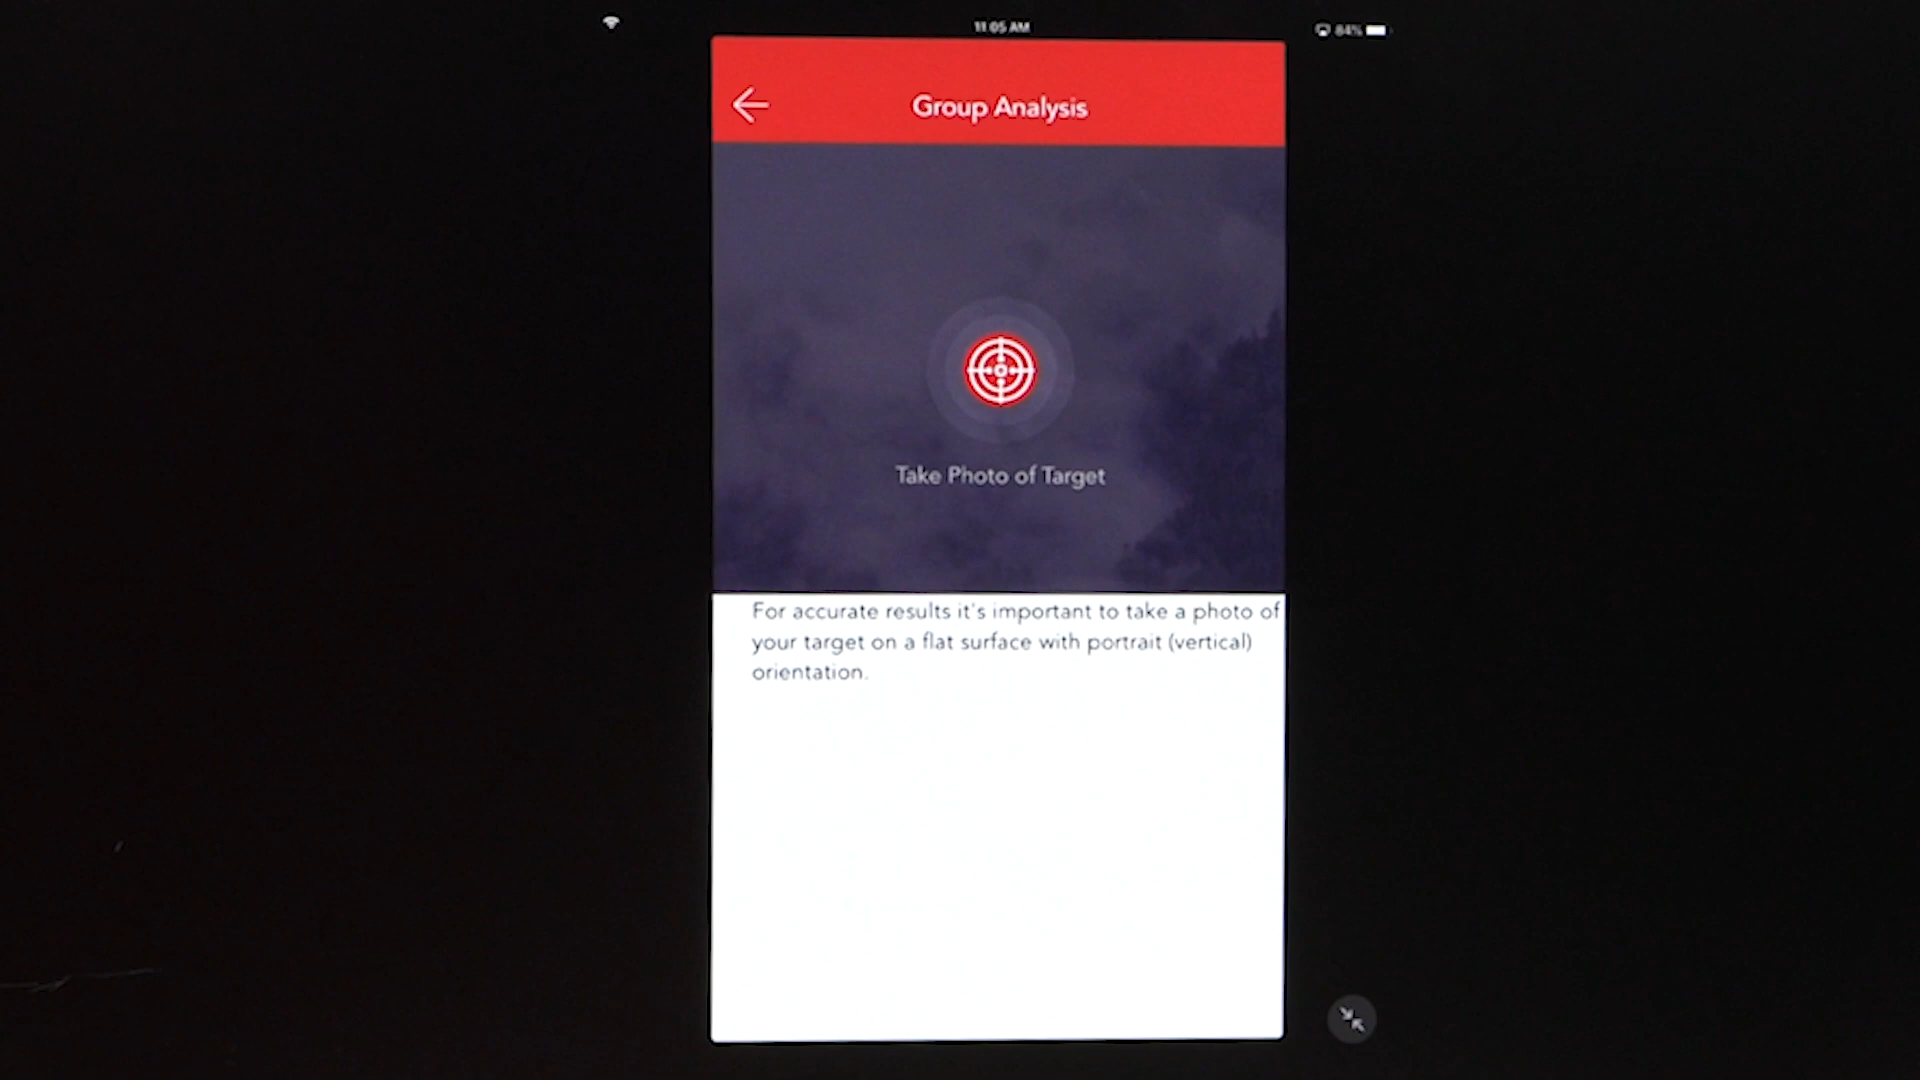 11:05 AM
84%
Group Analysis
Take Photo of Target
For accurate results it's important to take a photo of
your target on a flat surface with portrait (vertical)
orientation.